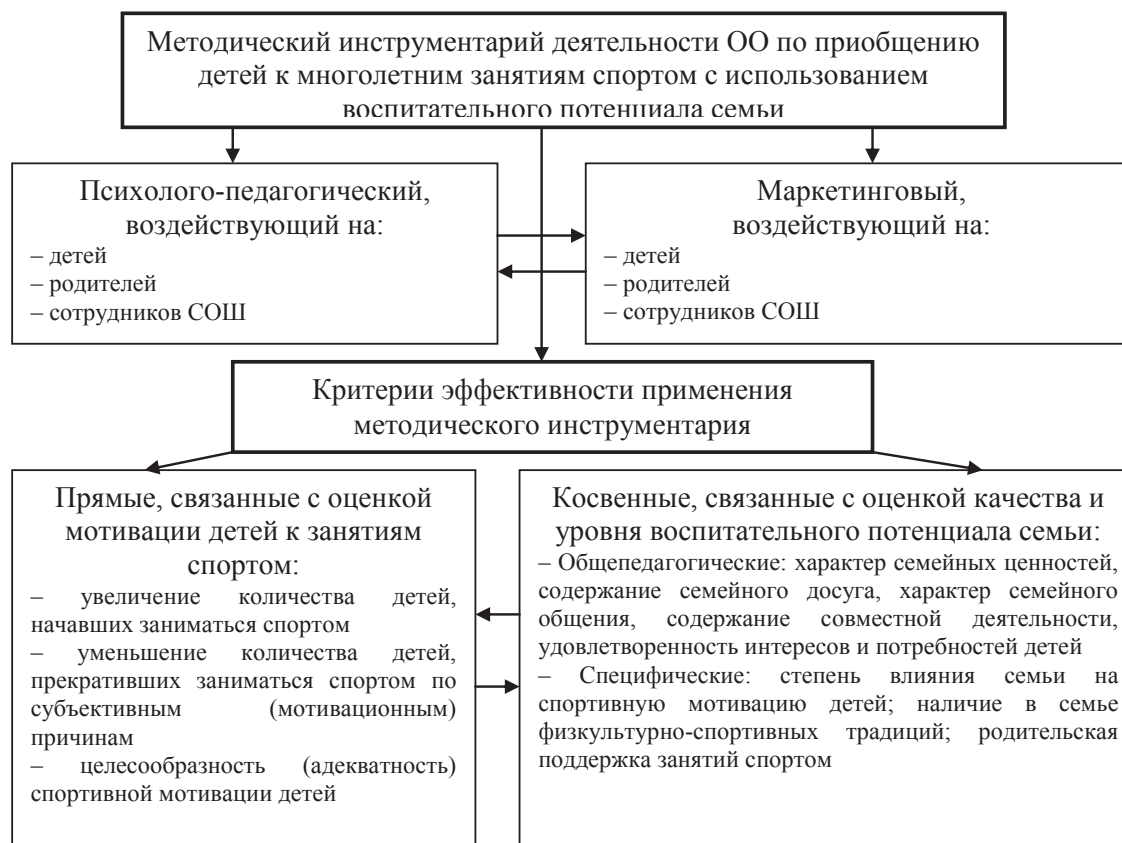 Методический инструментарий деятельности ОО по приобщению
детей к многолетним занятиям спортом с использованием
воспитательного потенциала семьи
Психолого-педагогический,
воздействующий на:
– детей
– родителей
– сотрудников СОШ
Маркетинговый,
воздействующий на:
– детей
– родителей
– сотрудников СОШ
Критерии эффективности применения
методического инструментария
Прямые, связанные с оценкой
мотивации детей к занятиям
спортом:
– увеличение количества детей,
начавших заниматься спортом
– уменьшение количества детей,
прекративших заниматься спортом по
субъективным (мотивационным)
причинам
– целесообразность (адекватность)
спортивной мотивации детей
Косвенные, связанные с оценкой качества и
уровня воспитательного потенциала семьи:
– Общепедагогические: характер семейных ценностей,
содержание семейного досуга, характер семейного
общения, содержание совместной деятельности,
удовлетворенность интересов и потребностей детей
– Специфические: степень влияния семьи на
спортивную мотивацию детей; наличие в семье
физкультурно-спортивных традиций; родительская
поддержка занятий спортом